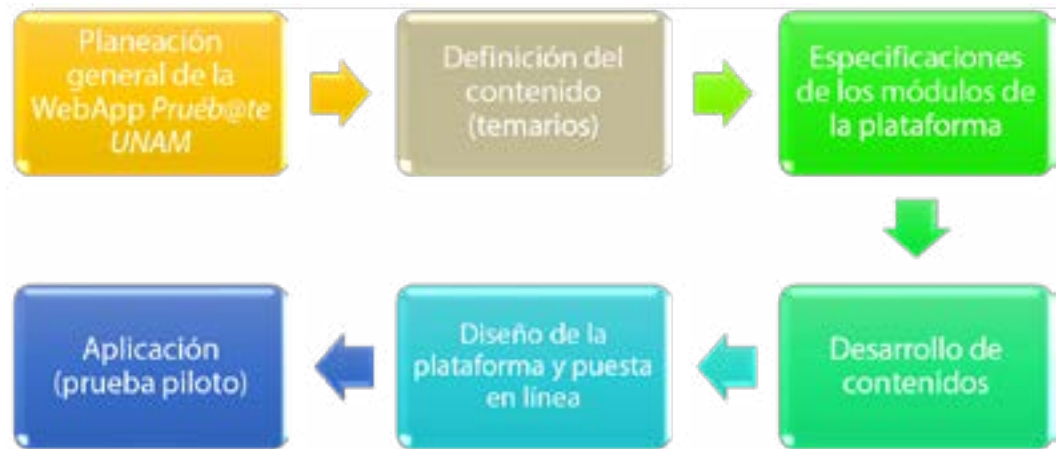 Planeación
general de la
WebApp Pruéb@te
UNAM
Definición del
contenido
(temarios)
Especificaciones
de los módulos de
la plataforma
Desarrollo de
contenidos
Diseño de la
plataforma y puesta
en línea
Aplicación
(prueba piloto)